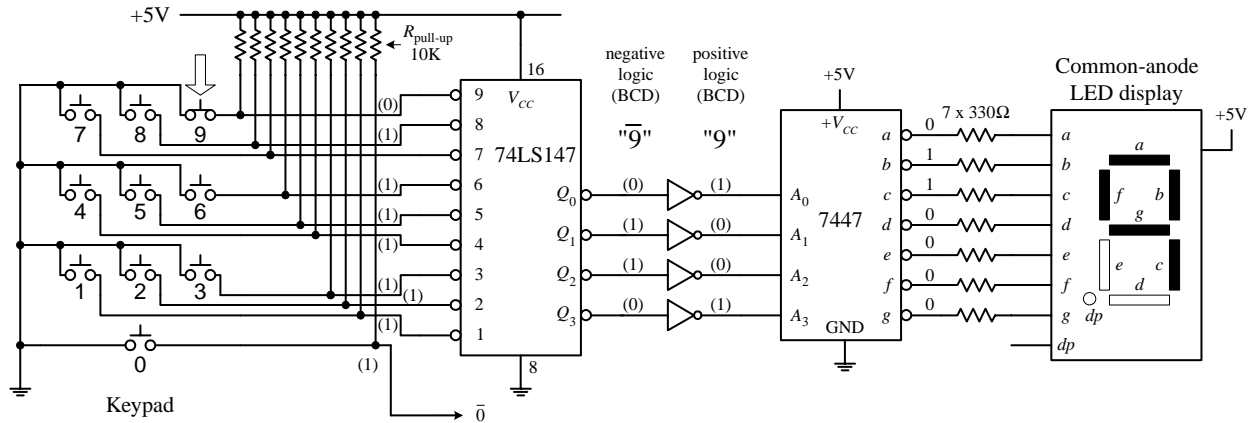 +5V
R pull-up
10K
7 8 9
4 5 6
1 2 3
0
Keypad
0̅
(0)
(1)
(1)
(1)
(1)
(1)
(1)
(1)
(1)
16
V_CC
74LS147
9
8
7
6
5
4
3
2
1
Q0
Q1
Q2
Q3
8
negative
logic
(BCD)
"9̅"
(0)
(1)
(1)
(0)
positive
logic
(BCD)
"9"
(1)
(0)
(0)
(1)
+5V
+V_CC
7447
A0
A1
A2
A3
GND
a
b
c
d
e
f
g
0
1
1
0
0
0
0
7 x 330Ω
Common-anode
LED display
+5V
a
b
c
d
e
f
g
dp
a
f b
g
e c
d
dp